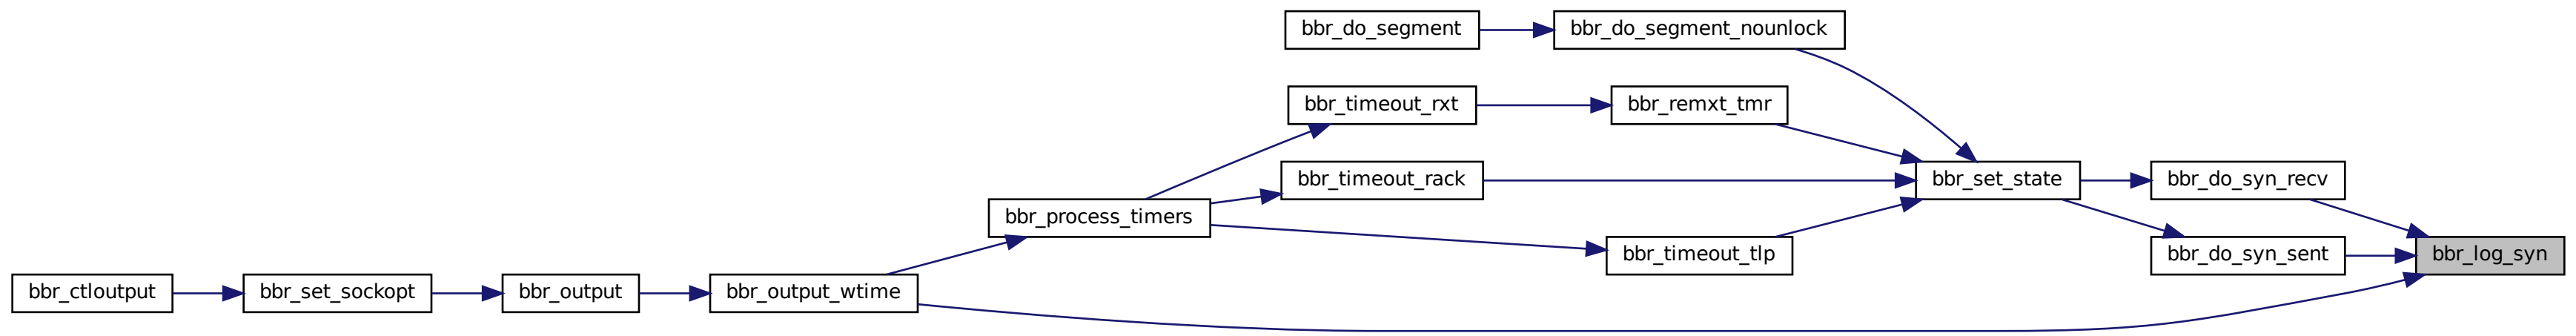 bbr_do_segment
bbr_do_segment_nounlock
bbr_timeout_rxt
bbr_remxt_tmr
bbr_timeout_rack
bbr_set_state
bbr_do_syn_recv
bbr_process_timers
bbr_timeout_tlp
bbr_do_syn_sent
bbr_log_syn
bbr_ctloutput
bbr_set_sockopt
bbr_output
bbr_output_wtime